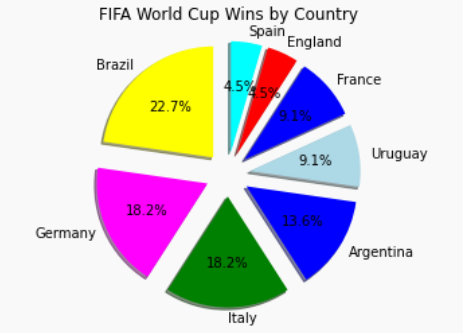 FIFA World Cup Wins by Country
Spain
England
Brazil
France
4.5%
4.5%
22.7%
9.1%
Uruguay
9.1%
18.2%
13.6%
Germany
Argentina
18.2%
Italy